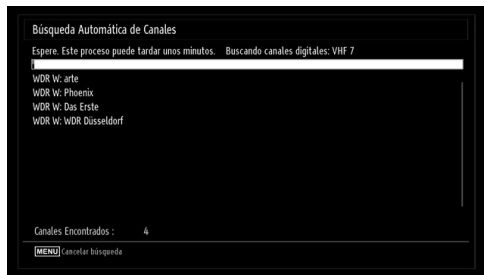 Búsqueda Automática de Canales
Espere. Este proceso puede tardar unos minutos. Buscando canales digitales: VHF 7
WDR W: arte
WDR W: Phoenix
WDR W: Das Erste
WDR W: WDR Düsseldorf
Canales Encontrados : 4
MENU Cancelar búsqueda